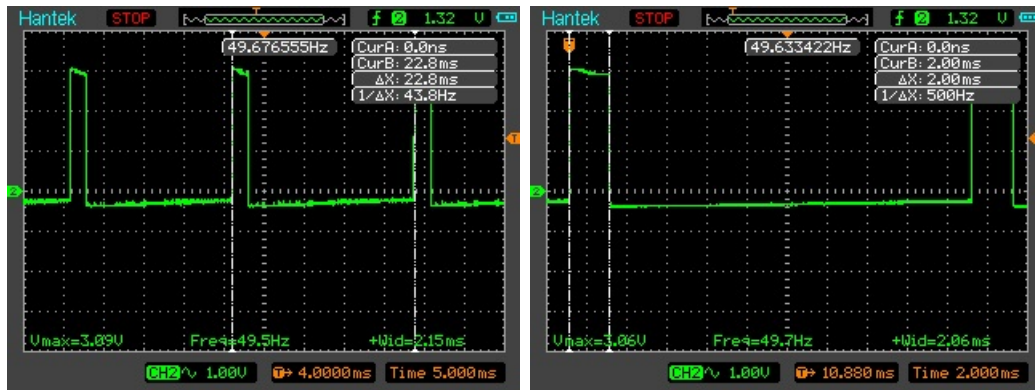 Hantek STOP T f 2 1.32 V
49.676555Hz
CurA: 0.0ns
CurB: 22.8ms
ΔX: 22.8ms
1/ΔX: 43.8Hz
T
2
Vmax=3.09V Freq=49.5Hz +Wid=2.15ms
CH2 1.00V T→ 4.0000ms Time 5.000ms
Hantek STOP T f 2 1.32 V
49.633422Hz
CurA: 0.0ns
CurB: 2.00ms
ΔX: 2.00ms
1/ΔX: 500Hz
2
Vmax=3.06V Freq=49.7Hz +Wid=2.06ms
CH2 1.00V T→ 10.880ms Time 2.000ms